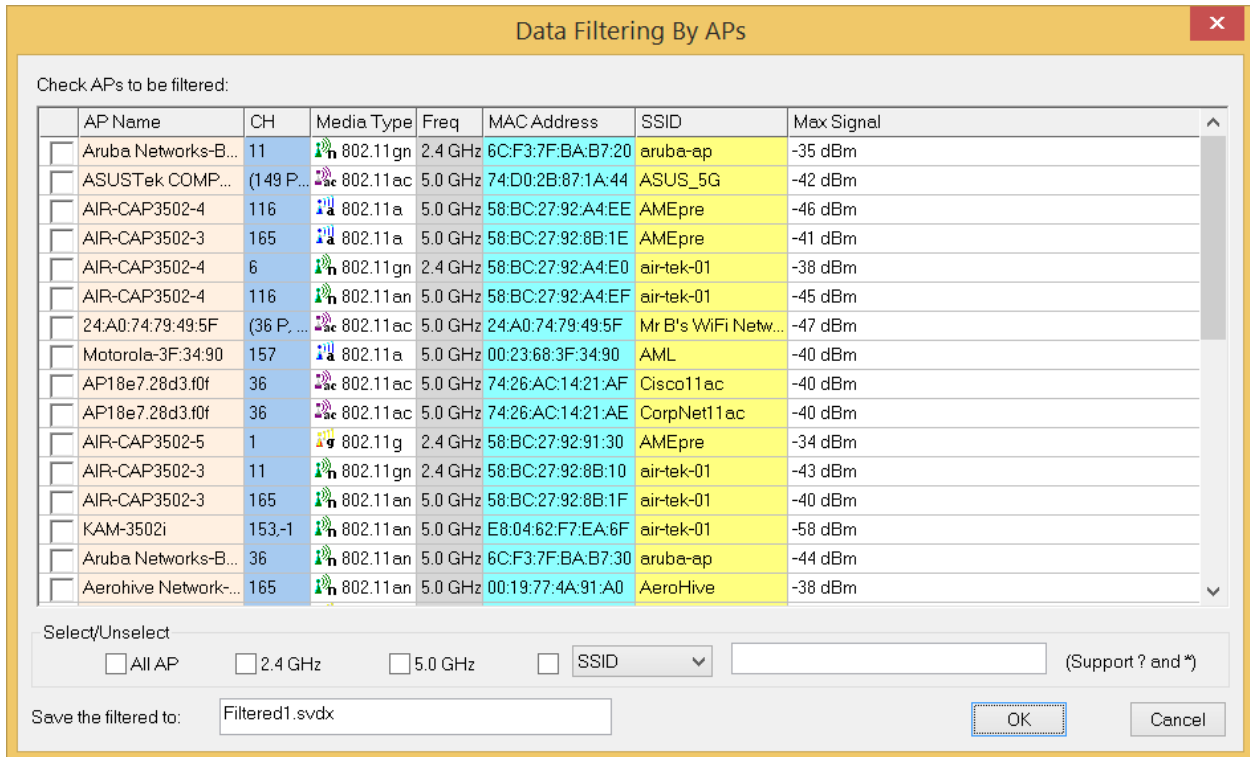 Data Filtering By APs
Check APs to be filtered:
AP Name CH Media Type Freq MAC Address SSID Max Signal
Aruba Networks-B... 11 802.11gn 2.4 GHz 6C:F3:7F:BA:B7:20 aruba-ap -35 dBm
ASUSTek COMP... (149 P... 802.11ac 5.0 GHz 74:D0:2B:87:1A:44 ASUS_5G -42 dBm
AIR-CAP3502-4 116 802.11a 5.0 GHz 58:BC:27:92:A4:EE AMEpre -46 dBm
AIR-CAP3502-3 165 802.11a 5.0 GHz 58:BC:27:92:8B:1E AMEpre -41 dBm
AIR-CAP3502-4 6 802.11gn 2.4 GHz 58:BC:27:92:A4:E0 air-tek-01 -38 dBm
AIR-CAP3502-4 116 802.11an 5.0 GHz 58:BC:27:92:A4:EF air-tek-01 -45 dBm
24:A0:74:79:49:5F (36 P, ... 802.11ac 5.0 GHz 24:A0:74:79:49:5F Mr B's WiFi Netw... -47 dBm
Motorola-3F:34:90 157 802.11a 5.0 GHz 00:23:68:3F:34:90 AML -40 dBm
AP18e7.28d3.f0f 36 802.11ac 5.0 GHz 74:26:AC:14:21:AF Cisco11ac -40 dBm
AP18e7.28d3.f0f 36 802.11ac 5.0 GHz 74:26:AC:14:21:AE CorpNet11ac -40 dBm
AIR-CAP3502-5 1 802.11g 2.4 GHz 58:BC:27:92:91:30 AMEpre -34 dBm
AIR-CAP3502-3 11 802.11gn 2.4 GHz 58:BC:27:92:8B:10 air-tek-01 -43 dBm
AIR-CAP3502-3 165 802.11an 5.0 GHz 58:BC:27:92:8B:1F air-tek-01 -40 dBm
KAM-3502i 153,-1 802.11an 5.0 GHz E8:04:62:F7:EA:6F air-tek-01 -58 dBm
Aruba Networks-B... 36 802.11an 5.0 GHz 6C:F3:7F:BA:B7:30 aruba-ap -44 dBm
Aerohive Network-... 165 802.11an 5.0 GHz 00:19:77:4A:91:A0 AeroHive -38 dBm
Select/Unselect
All AP 2.4 GHz 5.0 GHz SSID (Support ? and *)
Save the filtered to: Filtered1.svdx OK Cancel